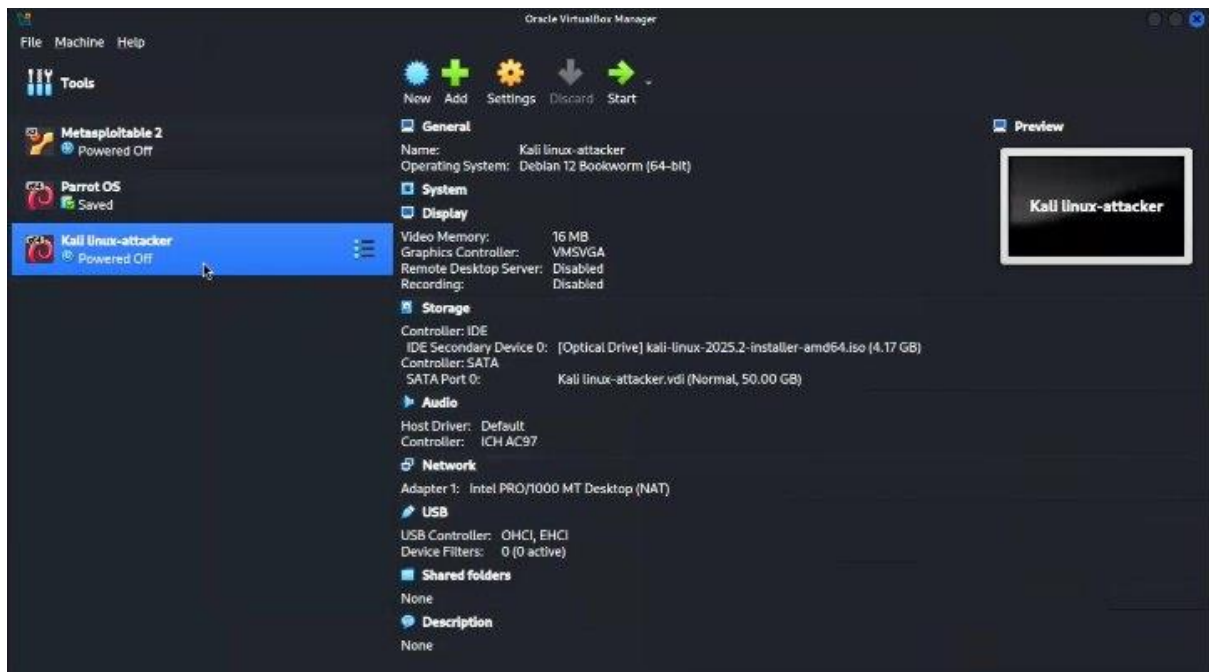 Oracle VirtualBox Manager
File Machine Help
Tools
New Add Settings Discard Start
Metasploitable 2
Powered Off
Parrot OS
Saved
Kali linux-attacker
Powered Off
General
Name: Kali linux-attacker
Operating System: Debian 12 Bookworm (64-bit)
System
Display
Video Memory: 16 MB
Graphics Controller: VMSVGA
Remote Desktop Server: Disabled
Recording: Disabled
Storage
Controller: IDE
IDE Secondary Device 0: [Optical Drive] kali-linux-2025.2-installer-amd64.iso (4.17 GB)
Controller: SATA
SATA Port 0: Kali linux-attacker.vdi (Normal, 50.00 GB)
Audio
Host Driver: Default
Controller: ICH AC97
Network
Adapter 1: Intel PRO/1000 MT Desktop (NAT)
USB
USB Controller: OHCI, EHCI
Device Filters: 0 (0 active)
Shared folders
None
Description
None
Preview
Kali linux-attacker